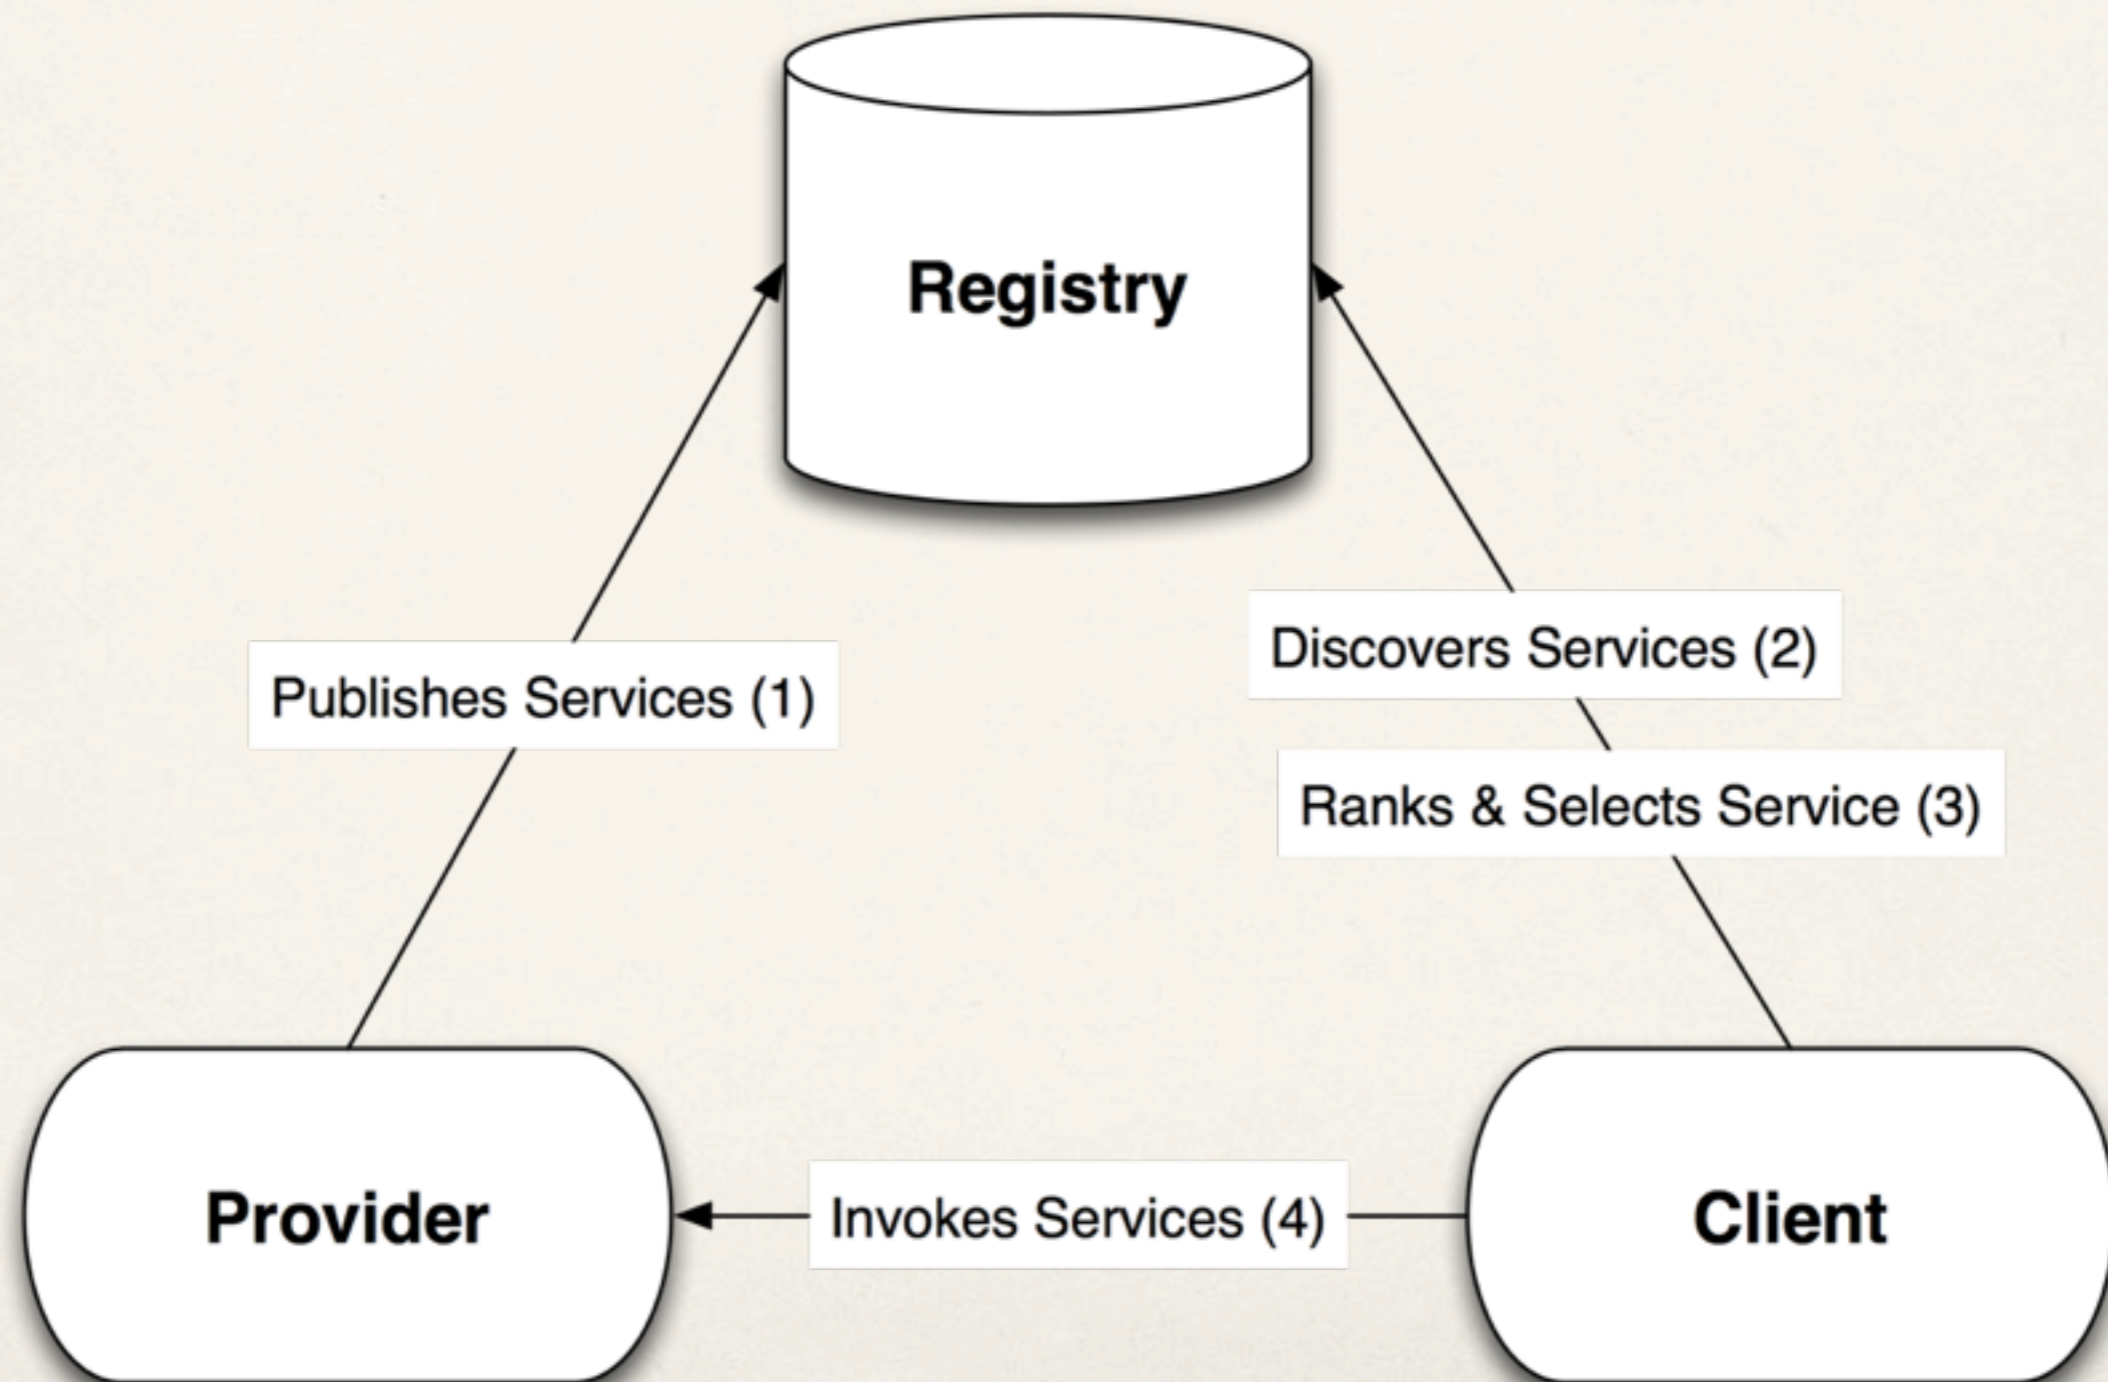 Registry
Discovers Services (2)
Publishes Services (1)
Ranks & Selects Service (3)
Provider
Invokes Services (4)
Client